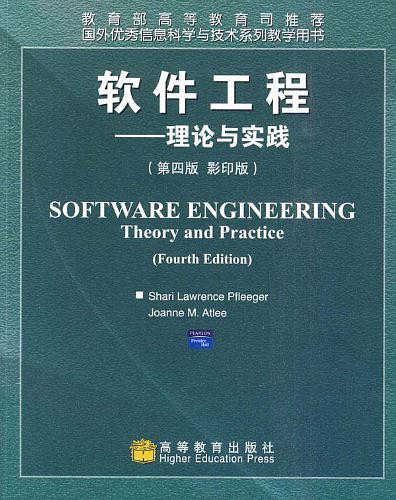 教育部高等教育司推荐
国外优秀信息科学与技术系列教学用书
软件工程
——理论与实践
（第四版 影印版）
SOFTWARE ENGINEERING
Theory and Practice
(Fourth Edition)
Shari Lawrence Pfleeger
Joanne M. Atlee
PEARSON
Prentice
Hall
高等教育出版社
Higher Education Press